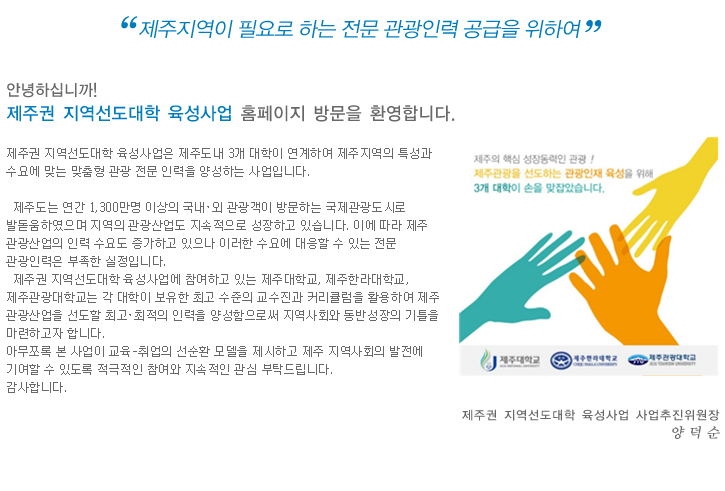 “ 제주지역이 필요로 하는 전문 관광인력 공급을 위하여 ”
안녕하십니까!
제주권 지역선도대학 육성사업 홈페이지 방문을 환영합니다.
제주권 지역선도대학 육성사업은 제주도내 3개 대학이 연계하여 제주지역의 특성과
수요에 맞는 맞춤형 관광 전문 인력을 양성하는 사업입니다.
제주도는 연간 1,300만명 이상의 국내·외 관광객이 방문하는 국제관광도시로
발돋움하였으며 지역의 관광산업도 지속적으로 성장하고 있습니다. 이에 따라 제주
관광산업의 인력 수요도 증가하고 있으나 이러한 수요에 대응할 수 있는 전문
관광인력은 부족한 실정입니다.
제주권 지역선도대학 육성사업에 참여하고 있는 제주대학교, 제주한라대학교,
제주관광대학교는 각 대학이 보유한 최고 수준의 교수진과 커리큘럼을 활용하여 제주
관광산업을 선도할 최고·최적의 인력을 양성함으로써 지역사회와 동반성장의 기틀을
마련하고자 합니다.
아무쪼록 본 사업이 교육-취업의 선순환 모델을 제시하고 제주 지역사회의 발전에
기여할 수 있도록 적극적인 참여와 지속적인 관심 부탁드립니다.
감사합니다.
제주의 핵심 성장동력인 관광 !
제주관광을 선도하는 관광인재 육성을 위해
3개 대학이 손을 맞잡았습니다.
제주대학교
JEJU NATIONAL UNIVERSITY
제주한라대학교
CHEJU HALLA UNIVERSITY
제주관광대학교
JEJU TOURISM UNIVERSITY
제주권 지역선도대학 육성사업 사업추진위원장
양 덕 순